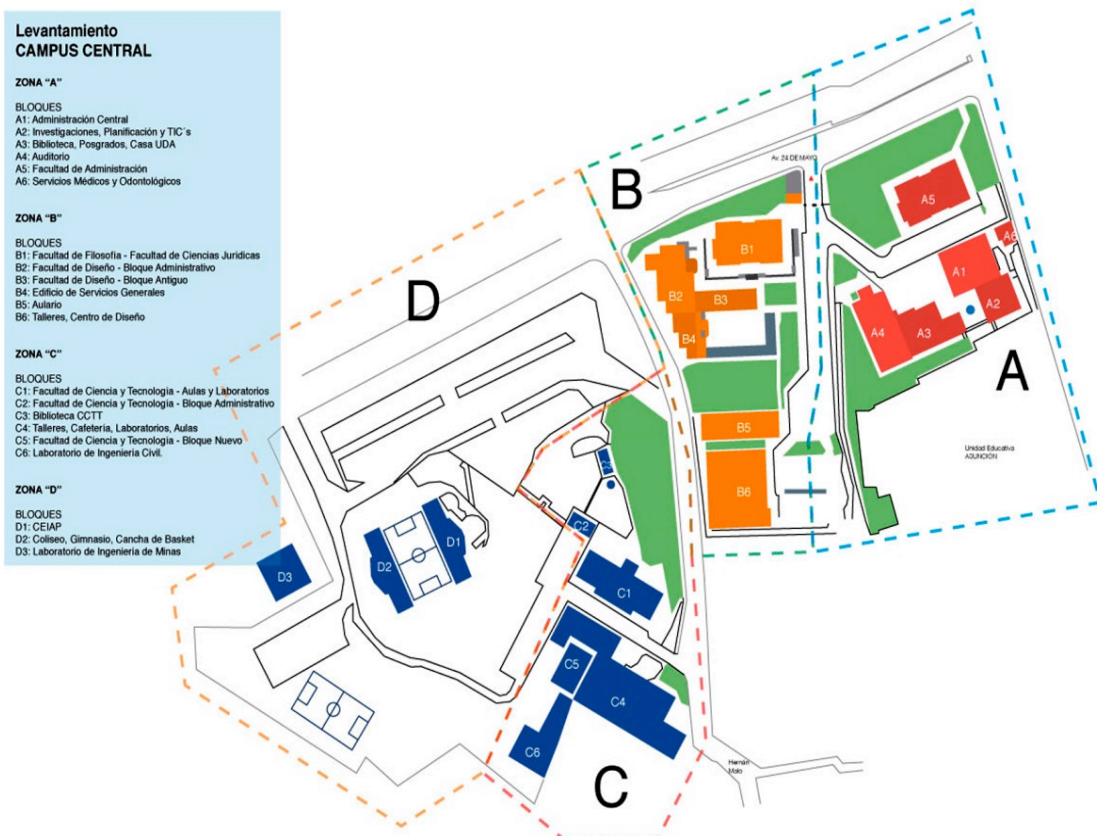 Levantamiento
CAMPUS CENTRAL
ZONA “A”
BLOQUES
A1: Administración Central
A2: Investigaciones, Planificación y TIC´s
A3: Biblioteca, Posgrados, Casa UDA
A4: Auditorio
A5: Facultad de Administración
A6: Servicios Médicos y Odontológicos
ZONA “B”
BLOQUES
B1: Facultad de Filosofía - Facultad de Ciencias Juridicas
B2: Facultad de Diseño - Bloque Administrativo
B3: Facultad de Diseño - Bloque Antiguo
B4: Edificio de Servicios Generales
B5: Aulario
B6: Talleres, Centro de Diseño
ZONA “C”
BLOQUES
C1: Facultad de Ciencia y Tecnología - Aulas y Laboratorios
C2: Facultad de Ciencia y Tecnología - Bloque Administrativo
C3: Biblioteca CCTT
C4: Talleres, Cafetería, Laboratorios, Aulas
C5: Facultad de Ciencia y Tecnología - Bloque Nuevo
C6: Laboratorio de Ingeniería Civil.
ZONA “D”
BLOQUES
D1: CEIAP
D2: Coliseo, Gimnasio, Cancha de Basket
D3: Laboratorio de Ingeniería de Minas
Av. 24 DE MAYO
B
A5
A6
B1
A1
B2
D
B3
A2
A4
A3
B4
A
B5
Unidad Educativa
ASUNCIÓN
B6
C2
D1
D2
D3
C1
C5
C4
C6
Hernán
Malo
C